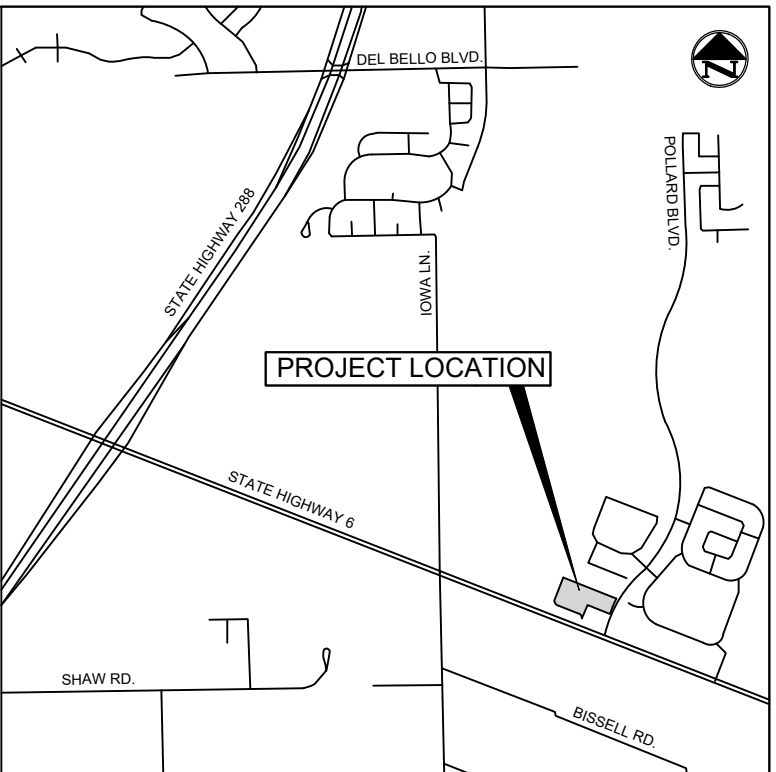 DEL BELLO BLVD.
N
POLLARD BLVD.
STATE HIGHWAY 288
IOWA LN.
PROJECT LOCATION
STATE HIGHWAY 6
SHAW RD.
BISSELL RD.